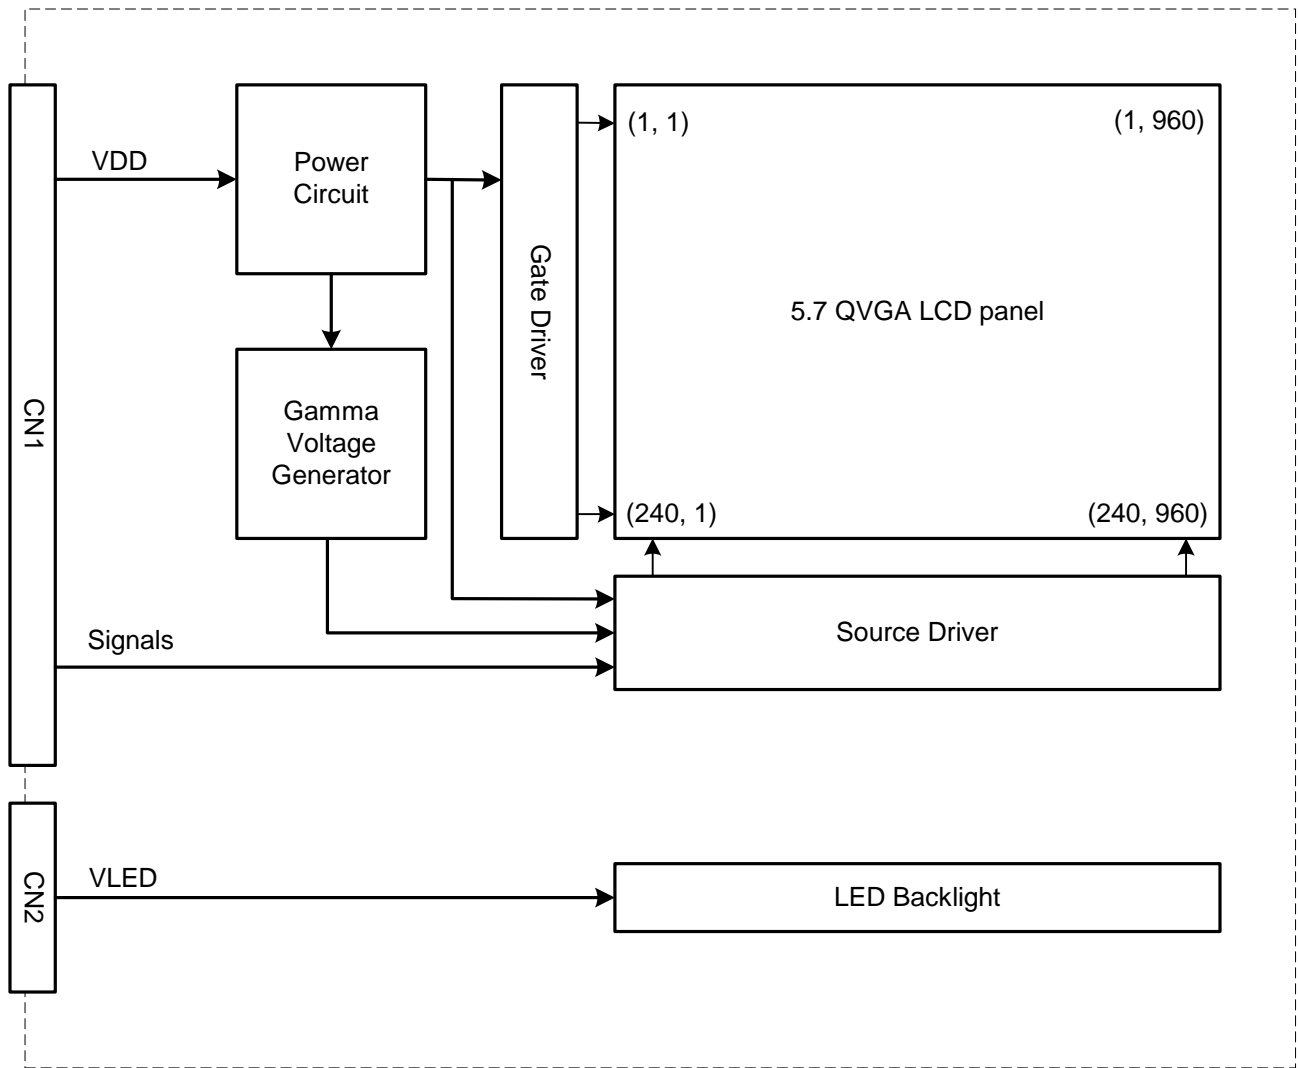 (1, 1)
(1, 960)
VDD
Power
Circuit
Gate Driver
5.7 QVGA LCD panel
CN1
Gamma
Voltage
Generator
(240, 1)
(240, 960)
Signals
Source Driver
CN2
VLED
LED Backlight